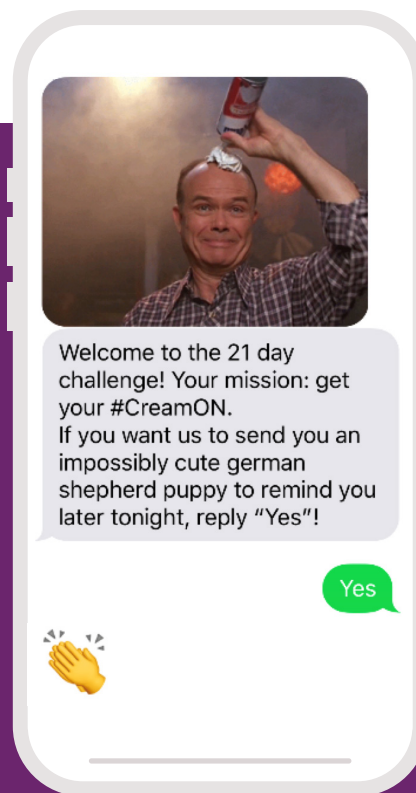 Welcome to the 21 day
challenge! Your mission: get
your #CreamON.
If you want us to send you an
impossibly cute german
shepherd puppy to remind you
later tonight, reply “Yes”!
Yes